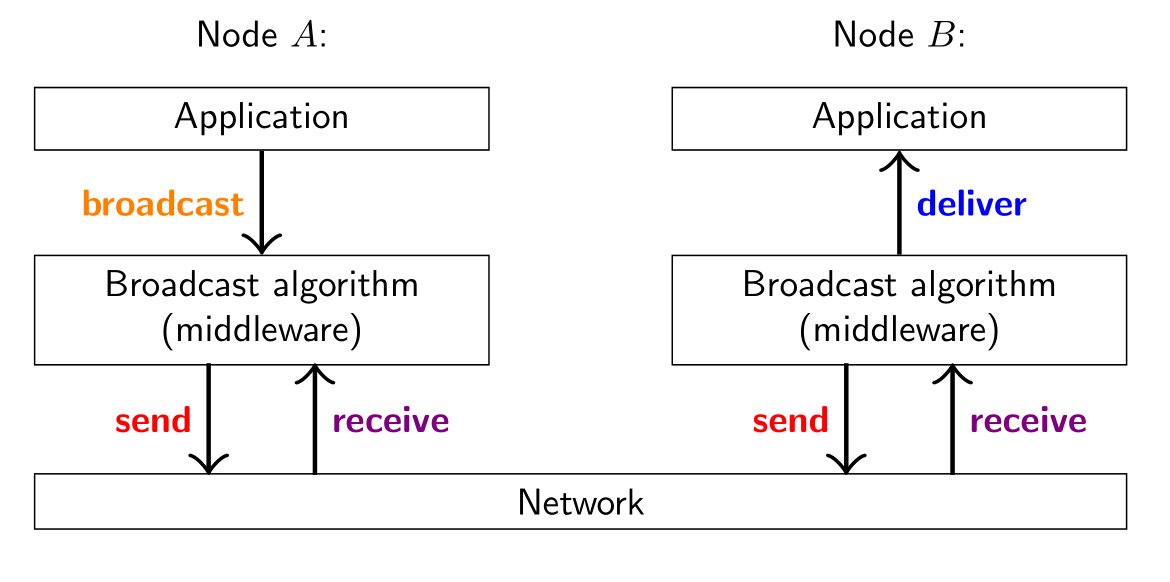 Node A:
Node B:
Application
Application
broadcast
deliver
Broadcast algorithm
(middleware)
Broadcast algorithm
(middleware)
send
receive
send
receive
Network